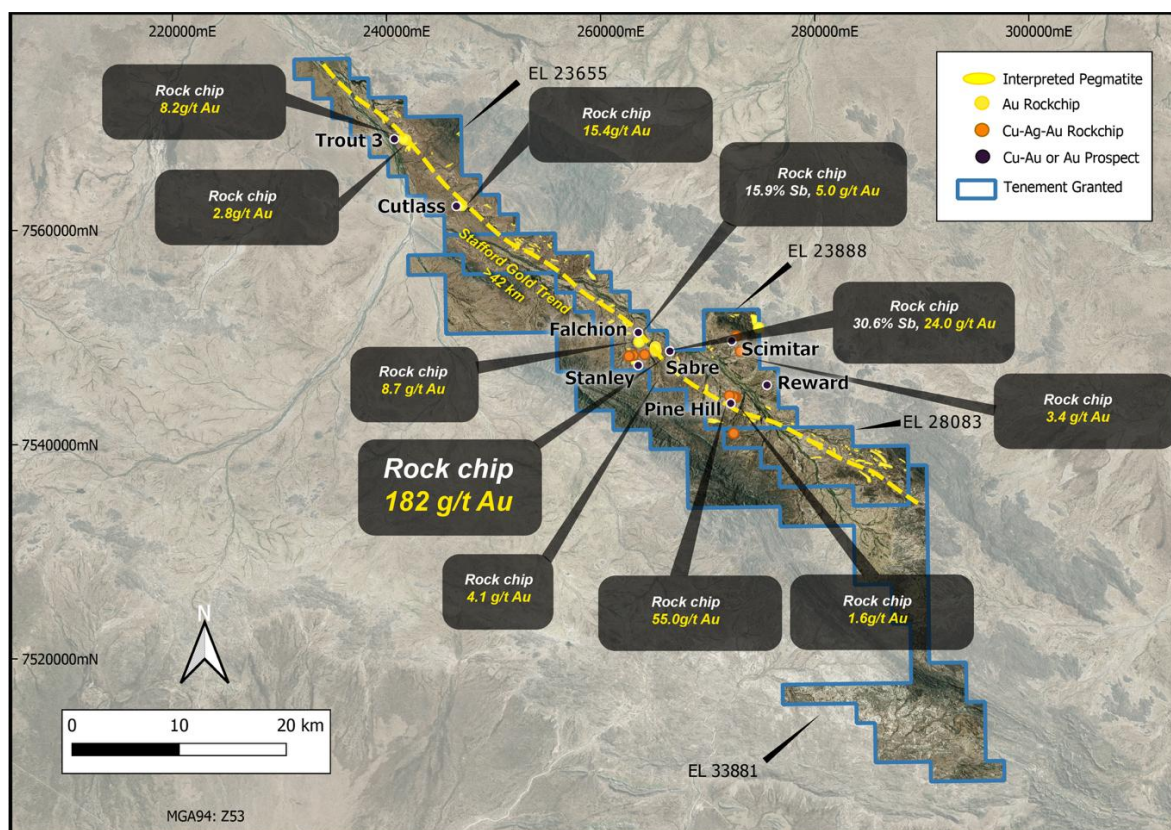 220000mE
240000mE
260000mE
280000mE
300000mE
7560000mN
7540000mN
7520000mN
Interpreted Pegmatite
Au Rockchip
Cu-Ag-Au Rockchip
Cu-Au or Au Prospect
Tenement Granted
EL 23655
Rock chip
8.2g/t Au
Rock chip
15.4g/t Au
Trout 3
Rock chip
2.8g/t Au
Cutlass
Rock chip
15.9% Sb, 5.0 g/t Au
Stafford Gold Trend
>42 km
EL 23888
Rock chip
30.6% Sb, 24.0 g/t Au
Falchion
Scimitar
Sabre
Rock chip
8.7 g/t Au
Stanley
Reward
Rock chip
3.4 g/t Au
Pine Hill
EL 28083
Rock chip
182 g/t Au
Rock chip
4.1 g/t Au
Rock chip
55.0g/t Au
Rock chip
1.6g/t Au
N
0
10
20 km
EL 33881
MGA94: Z53